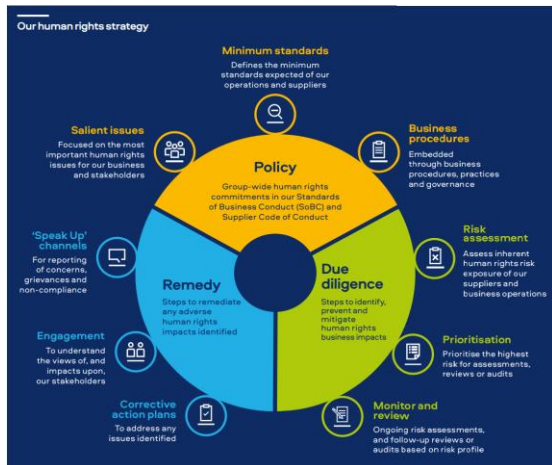 Our human rights strategy
Minimum standards
Defines the minimum
standards expected of our
operations and suppliers
Salient issues
Focused on the most
important human rights
issues for our business
and stakeholders
Business
procedures
Embedded
through business
procedures, practices
and governance
Policy
Group-wide human rights
commitments in our Standards
of Business Conduct (SoBC) and
Supplier Code of Conduct
'Speak Up'
channels
For reporting
of concerns,
grievances and
non-compliance
Risk
assessment
Assess inherent
human rights risk
exposure of our
suppliers and
business operations
Remedy
Steps to remediate
any adverse
human rights
impacts identified
Due
diligence
Steps to identify,
prevent and
mitigate
human rights
business impacts
Engagement
To understand
the views of, and
impacts upon,
our stakeholders
Prioritisation
Prioritise the highest
risk for assessments,
reviews or audits
Corrective
action plans
To address any
issues identified
Monitor and
review
Ongoing risk assessments,
and follow-up reviews or
audits based on risk profile